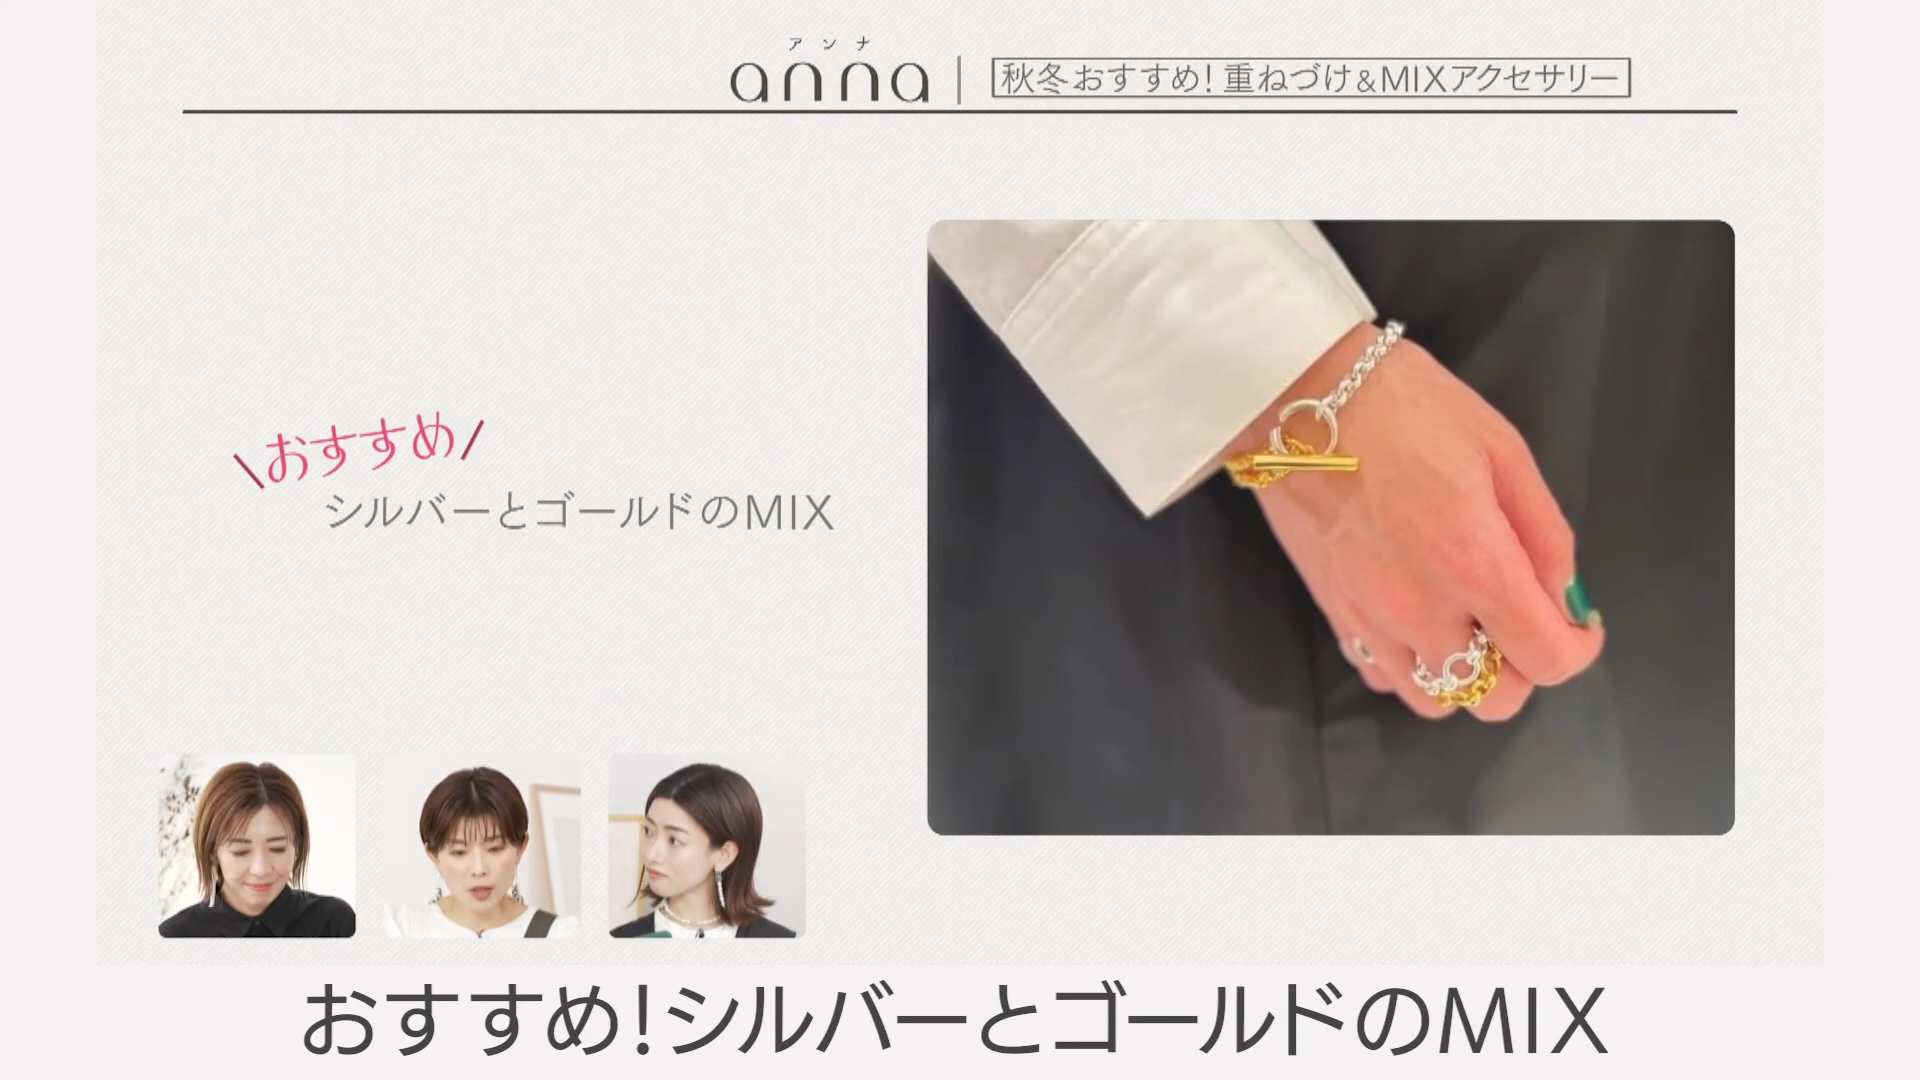 アンナ
anna
秋冬おすすめ！重ねづけ&MIXアクセサリー
\おすすめ/
シルバーとゴールドのMIX
おすすめ！シルバーとゴールドのMIX